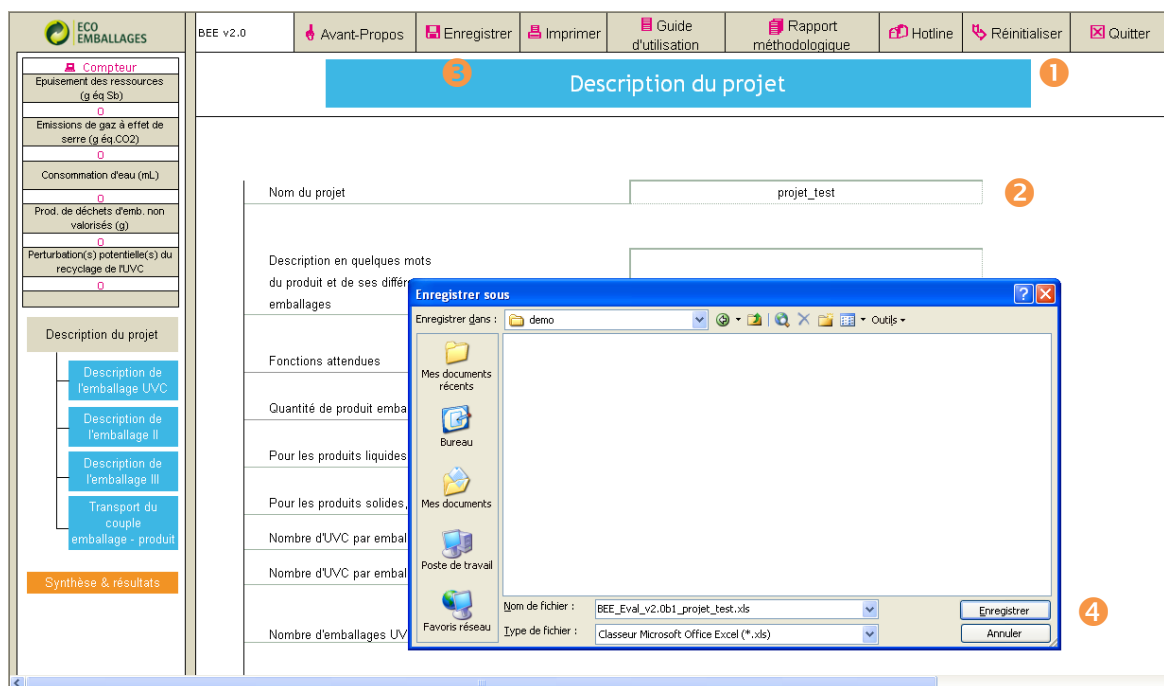 ECO
EMBALLAGES
BEE v2.0
Avant-Propos
Enregistrer
Imprimer
Guide
d'utilisation
Rapport
méthodologique
Hotline
Réinitialiser
Quitter
Compteur
Epuisement des ressources
(g éq Sb)
0
Emissions de gaz à effet de
serre (g éq.CO2)
0
Consommation d'eau (mL)
0
Prod. de déchets d'emb. non
valorisés (g)
0
Perturbation(s) potentielle(s) du
recyclage de l'UVC
0
Description du projet
Description de
l'emballage UVC
Description de
l'emballage II
Description de
l'emballage III
Transport du
couple
emballage - produit
Synthèse & résultats
3
Description du projet
1
Nom du projet
projet_test
2
Description en quelques mots
du produit et de ses différ
emballages
Fonctions attendues
Quantité de produit emba
Pour les produits liquides
Pour les produits solides,
Nombre d'UVC par embal
Nombre d'UVC par embal
Nombre d'emballages UV
Enregistrer sous
Enregistrer dans :
demo
Outils
Mes documents
récents
Bureau
Mes documents
Poste de travail
Favoris réseau
Nom de fichier :
BEE_Eval_v2.0b1_projet_test.xls
Enregistrer
Type de fichier :
Classeur Microsoft Office Excel (*.xls)
Annuler
4